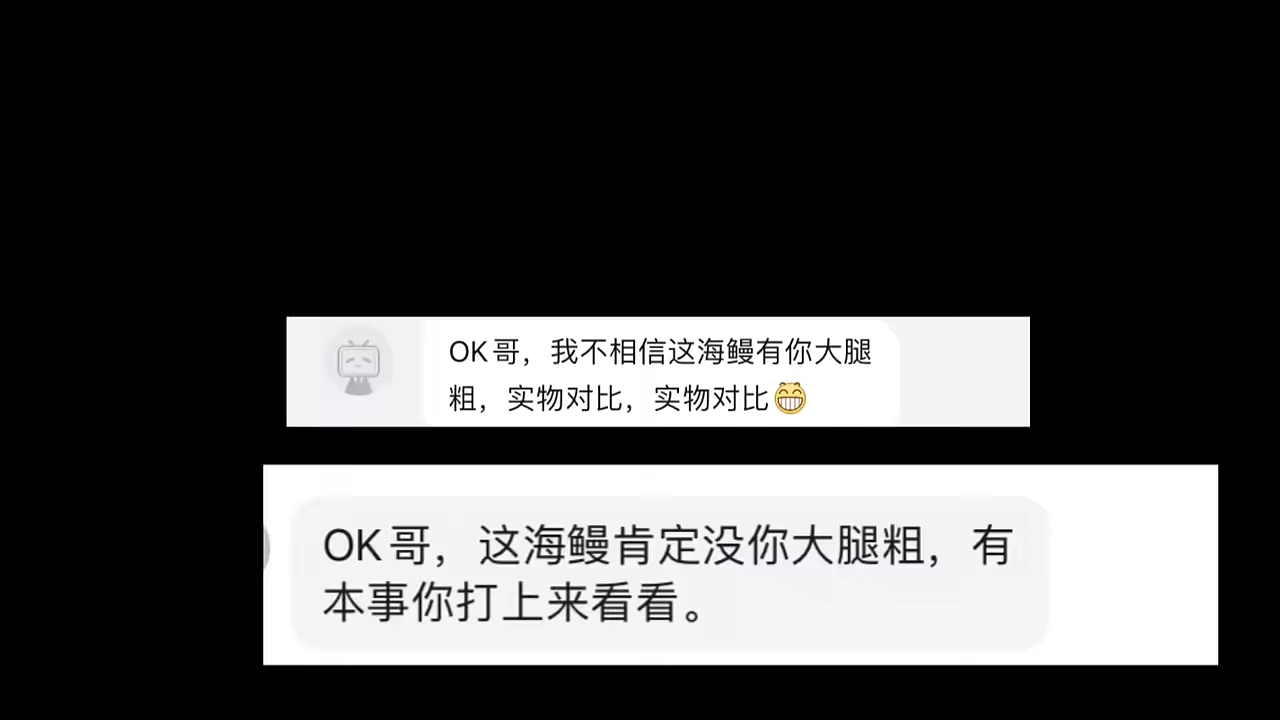 OK哥，我不相信这海鳗有你大腿
粗，实物对比，实物对比😁
OK哥，这海鳗肯定没你大腿粗，有
本事你打上来看看。